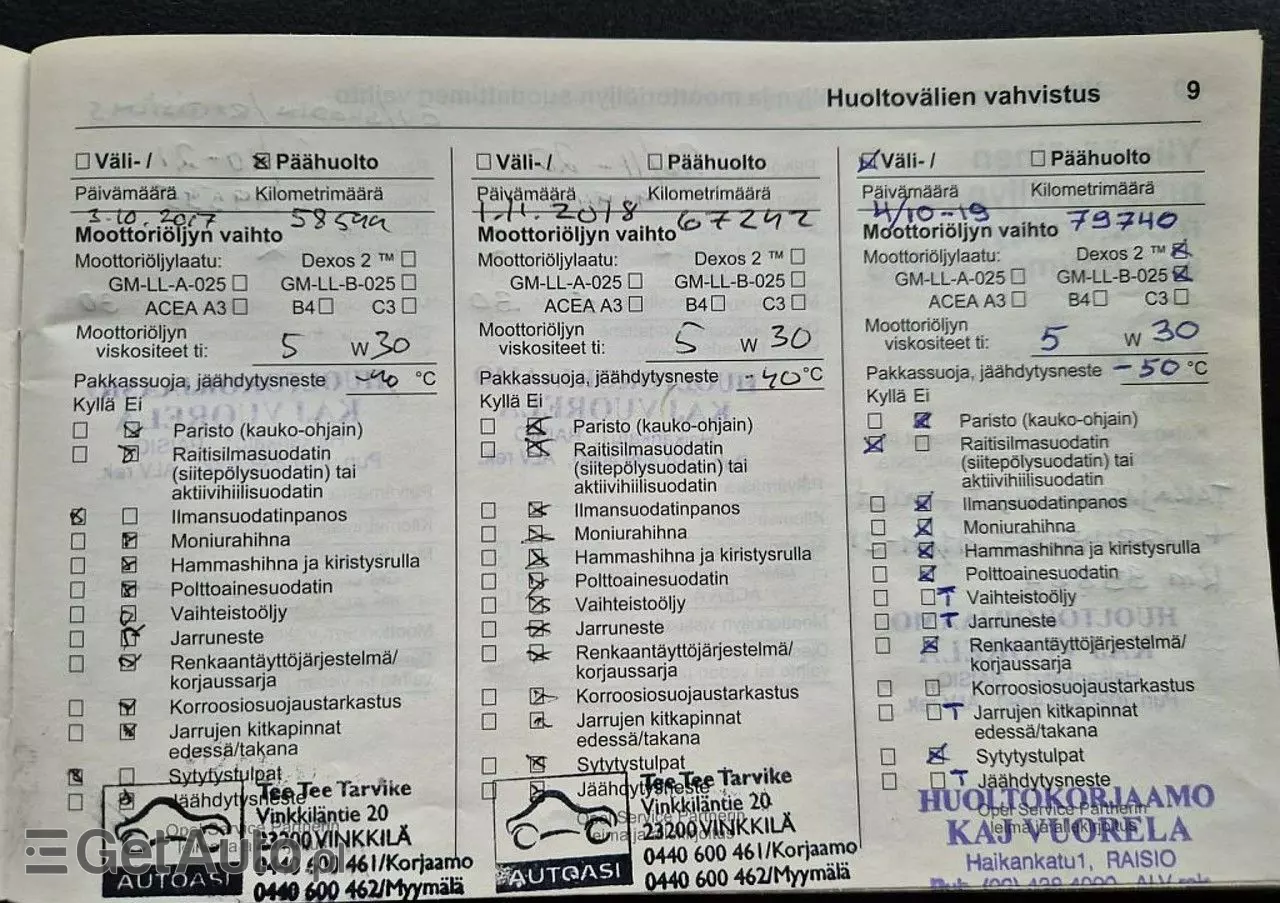 Huoltovälien vahvistus 9
☐ Väli- / ☒ Päähuolto
Päivämäärä Kilometrimäärä
3.10.2017
Moottoriöljyn vaihto
Moottoriöljylaatu: Dexos 2 ™ ☐
GM-LL-A-025 ☐ GM-LL-B-025 ☐
ACEA A3 ☐ B4 ☐ C3 ☐
Moottoriöljyn
viskositeet ti: 5 W 30
Pakkassuoja, jäähdytysneste -40 °C
Kyllä Ei
☐ ☒ Paristo (kauko-ohjain)
☐ ☒ Raitisilmasuodatin
(siitepölysuodatin) tai
aktiivihiilisuodatin
☒ ☐ Ilmansuodatinpanos
☐ ☒ Moniurahihna
☐ ☒ Hammashihna ja kiristysrulla
☐ ☒ Polttoainesuodatin
☐ ☒ Vaihteistoöljy
☐ ☒ Jarruneste
☐ ☒ Renkaantäyttöjärjestelmä/
korjaussarja
☐ ☒ Korroosiosuojaustarkastus
☐ ☒ Jarrujen kitkapinnat
edessä/takana
☒ ☐ Sytytystulpat
☐ ☒ Jäähdytysneste
Tee Tee Tarvike
Vinkkiläntie 20
23200 VINKKILÄ
0440 600 461/Korjaamo
0440 600 462/Myymälä
AUTOASI
☐ Väli- / ☐ Päähuolto
Päivämäärä Kilometrimäärä
1.11.2018 67242
Moottoriöljyn vaihto
Moottoriöljylaatu: Dexos 2 ™ ☐
GM-LL-A-025 ☐ GM-LL-B-025 ☐
ACEA A3 ☐ B4 ☐ C3 ☐
Moottoriöljyn
viskositeet ti: 5 W 30
Pakkassuoja, jäähdytysneste -40 °C
Kyllä Ei
☐ ☒ Paristo (kauko-ohjain)
☐ ☒ Raitisilmasuodatin
(siitepölysuodatin) tai
aktiivihiilisuodatin
☐ ☒ Ilmansuodatinpanos
☐ ☒ Moniurahihna
☐ ☒ Hammashihna ja kiristysrulla
☐ ☒ Polttoainesuodatin
☐ ☒ Vaihteistoöljy
☐ ☒ Jarruneste
☐ ☒ Renkaantäyttöjärjestelmä/
korjaussarja
☐ ☒ Korroosiosuojaustarkastus
☐ ☒ Jarrujen kitkapinnat
edessä/takana
☐ ☒ Sytytystulpat
☐ ☒ Jäähdytysneste
Tee Tee Tarvike
Vinkkiläntie 20
23200 VINKKILÄ
0440 600 461/Korjaamo
0440 600 462/Myymälä
AUTOASI
☒ Väli- / ☐ Päähuolto
Päivämäärä Kilometrimäärä
4/10-19 79740
Moottoriöljyn vaihto
Moottoriöljylaatu: Dexos 2 ™ ☒
GM-LL-A-025 ☐ GM-LL-B-025 ☒
ACEA A3 ☐ B4 ☐ C3 ☐
Moottoriöljyn
viskositeet ti: 5 W 30
Pakkassuoja, jäähdytysneste -50 °C
Kyllä Ei
☐ ☒ Paristo (kauko-ohjain)
☒ ☐ Raitisilmasuodatin
(siitepölysuodatin) tai
aktiivihiilisuodatin
☐ ☒ Ilmansuodatinpanos
☐ ☒ Moniurahihna
☐ ☒ Hammashihna ja kiristysrulla
☐ ☒ Polttoainesuodatin
☐ ☐ T Vaihteistoöljy
☐ ☐ T Jarruneste
☐ ☒ Renkaantäyttöjärjestelmä/
korjaussarja
☐ ☐ Korroosiosuojaustarkastus
☐ ☐ T Jarrujen kitkapinnat
edessä/takana
☐ ☒ Sytytystulpat
☐ ☐ T Jäähdytysneste
HUOLTOKORJAAMO
Opel Service Partnerin
KAJ VUORELA
leima ja allekirjoitus
Haikankatu1, RAISIO
GetAuto